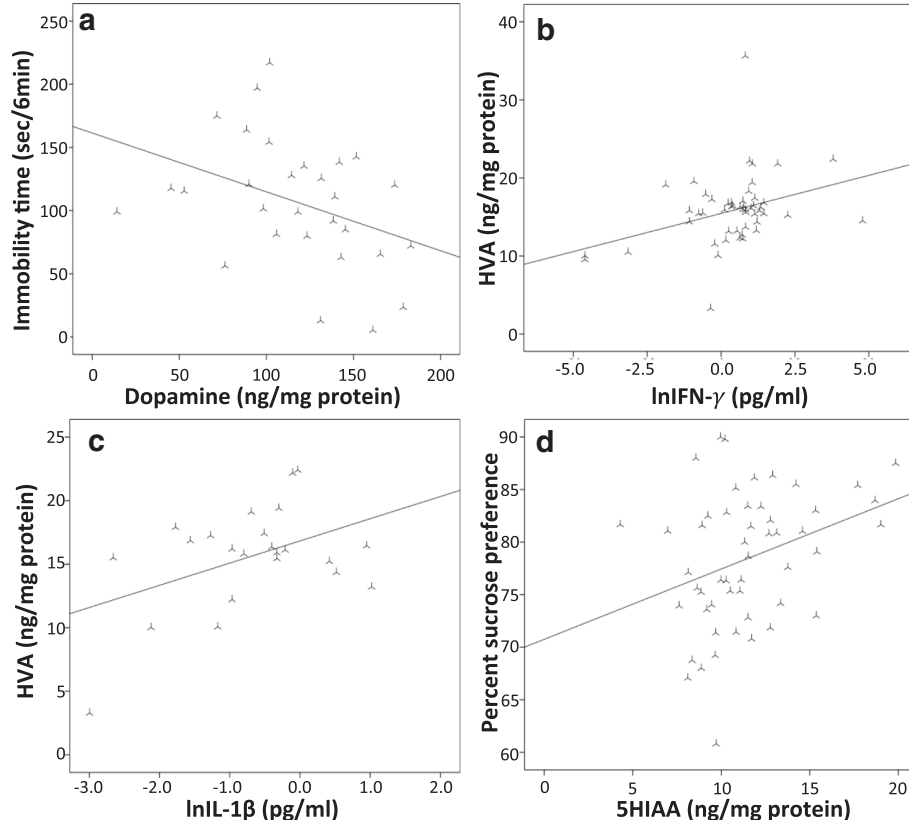 a
250
200
150
100
50
0
Immobility time (sec/6min)
0 50 100 150 200
Dopamine (ng/mg protein)
b
40
30
20
10
0
HVA (ng/mg protein)
-5.0 -2.5 0.0 2.5 5.0
lnIFN-γ (pg/ml)
c
25
20
15
10
5
0
HVA (ng/mg protein)
-3.0 -2.0 -1.0 0.0 1.0 2.0
lnIL-1β (pg/ml)
d
90
85
80
75
70
65
60
Percent sucrose preference
0 5 10 15 20
5HIAA (ng/mg protein)